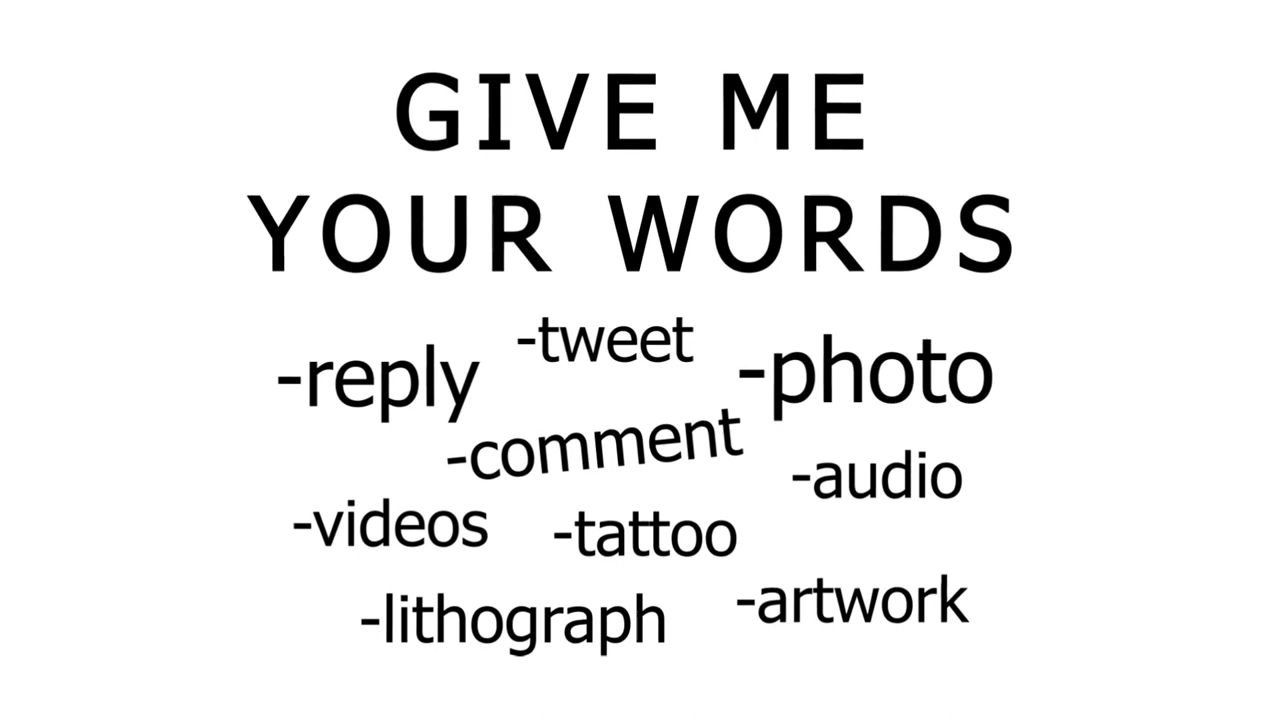 GIVE ME
YOUR WORDS
-tweet
-reply
-photo
-comment
-audio
-videos
-tattoo
-artwork
-lithograph